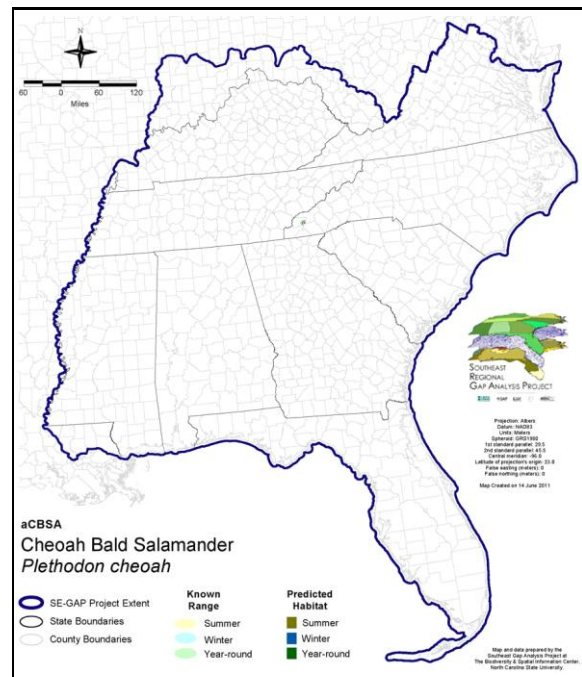 N
60 0 60 120
Miles
SOUTHEAST
REGIONAL
GAP ANALYSIS PROJECT
Projection: Albers
Datum: NAD83
Units: Meters
Spheroid: GRS1980
1st standard parallel: 29.5
2nd standard parallel: 45.5
Central meridian: -96.0
Latitude of projection's origin: 23.0
False easting (meters): 0
False northing (meters): 0
Map Created on 14 June 2011
aCBSA
Cheoah Bald Salamander
Plethodon cheoah
SE-GAP Project Extent
State Boundaries
County Boundaries
Known
Range
Summer
Winter
Year-round
Predicted
Habitat
Summer
Winter
Year-round
Map and data prepared by the
Southeast Gap Analysis Project at
The Biodiversity & Spatial Information Center,
North Carolina State University.